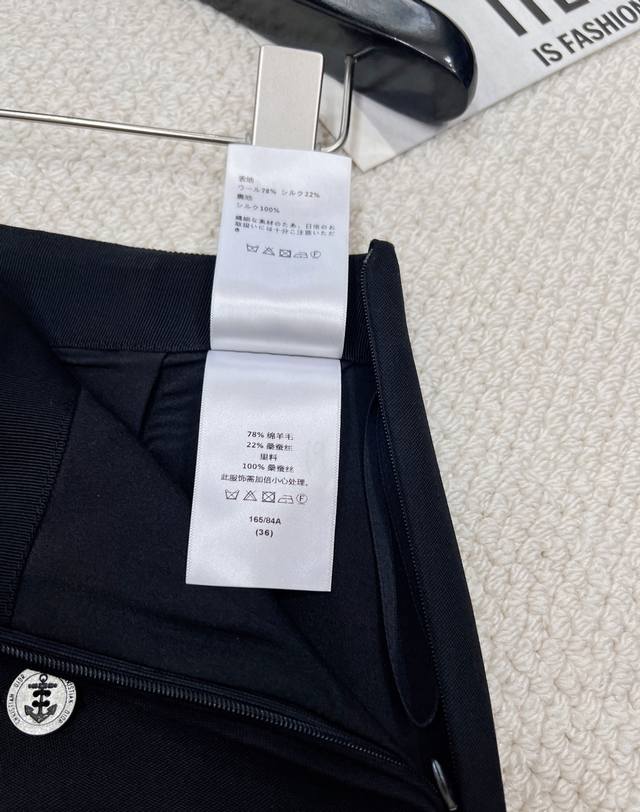 IS FASHION
表地
ウール78% シルク22%
裏地
シルク100%
繊細な素材のため、日倍のお
取扱いには十分ご注意いただ
き
78% 绵羊毛
22% 桑蚕丝
里料
100% 桑蚕丝
此服饰需加倍小心处理。
165/84A
(36)
CHRISTIAN DIOR